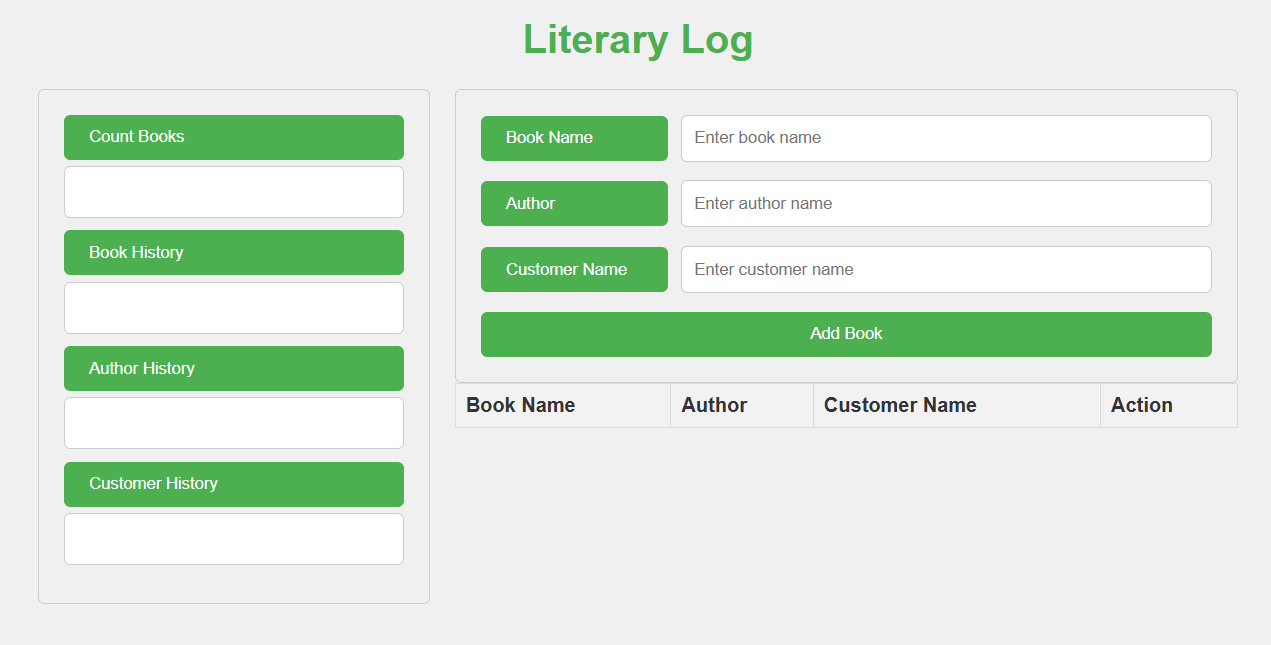 Literary Log
Count Books
Book History
Author History
Customer History
Book Name Enter book name
Author Enter author name
Customer Name Enter customer name
Add Book
Book Name Author Customer Name Action